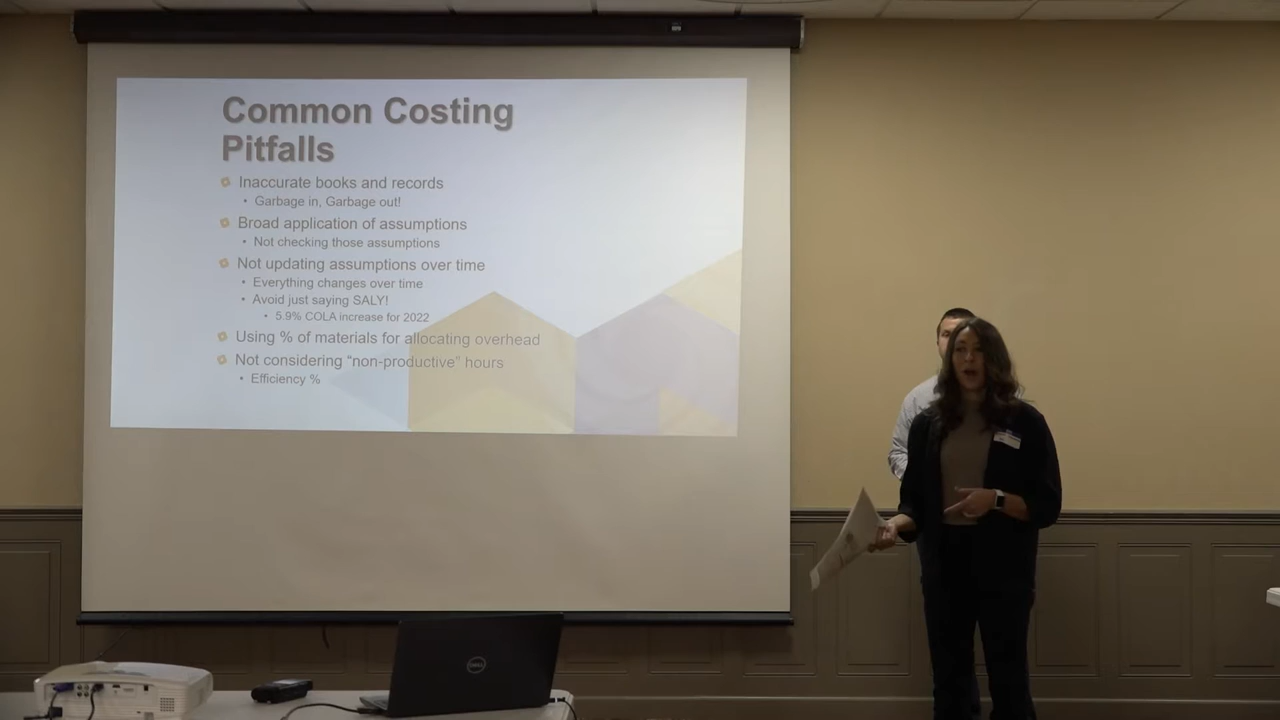 Common Costing
Pitfalls
Inaccurate books and records
• Garbage in, Garbage out!
Broad application of assumptions
• Not checking those assumptions
Not updating assumptions over time
• Everything changes over time
• Avoid just saying SALY!
• 5.9% COLA increase for 2022
Using % of materials for allocating overhead
Not considering “non-productive” hours
• Efficiency %
DELL